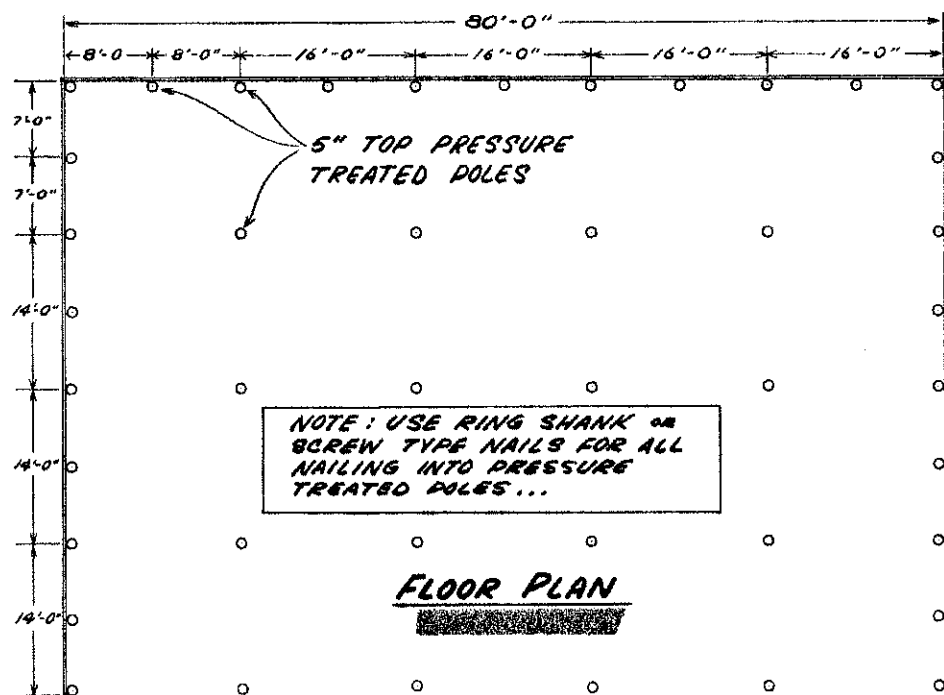 80'-0"
8'-0 8'-0" 16'-0" 16'-0" 16'-0" 16'-0"
7'-0"
5" TOP PRESSURE
TREATED POLES
7'-0"
14'-0"
NOTE: USE RING SHANK OR
SCREW TYPE NAILS FOR ALL
NAILING INTO PRESSURE
TREATED POLES...
14'-0"
FLOOR PLAN
14'-0"